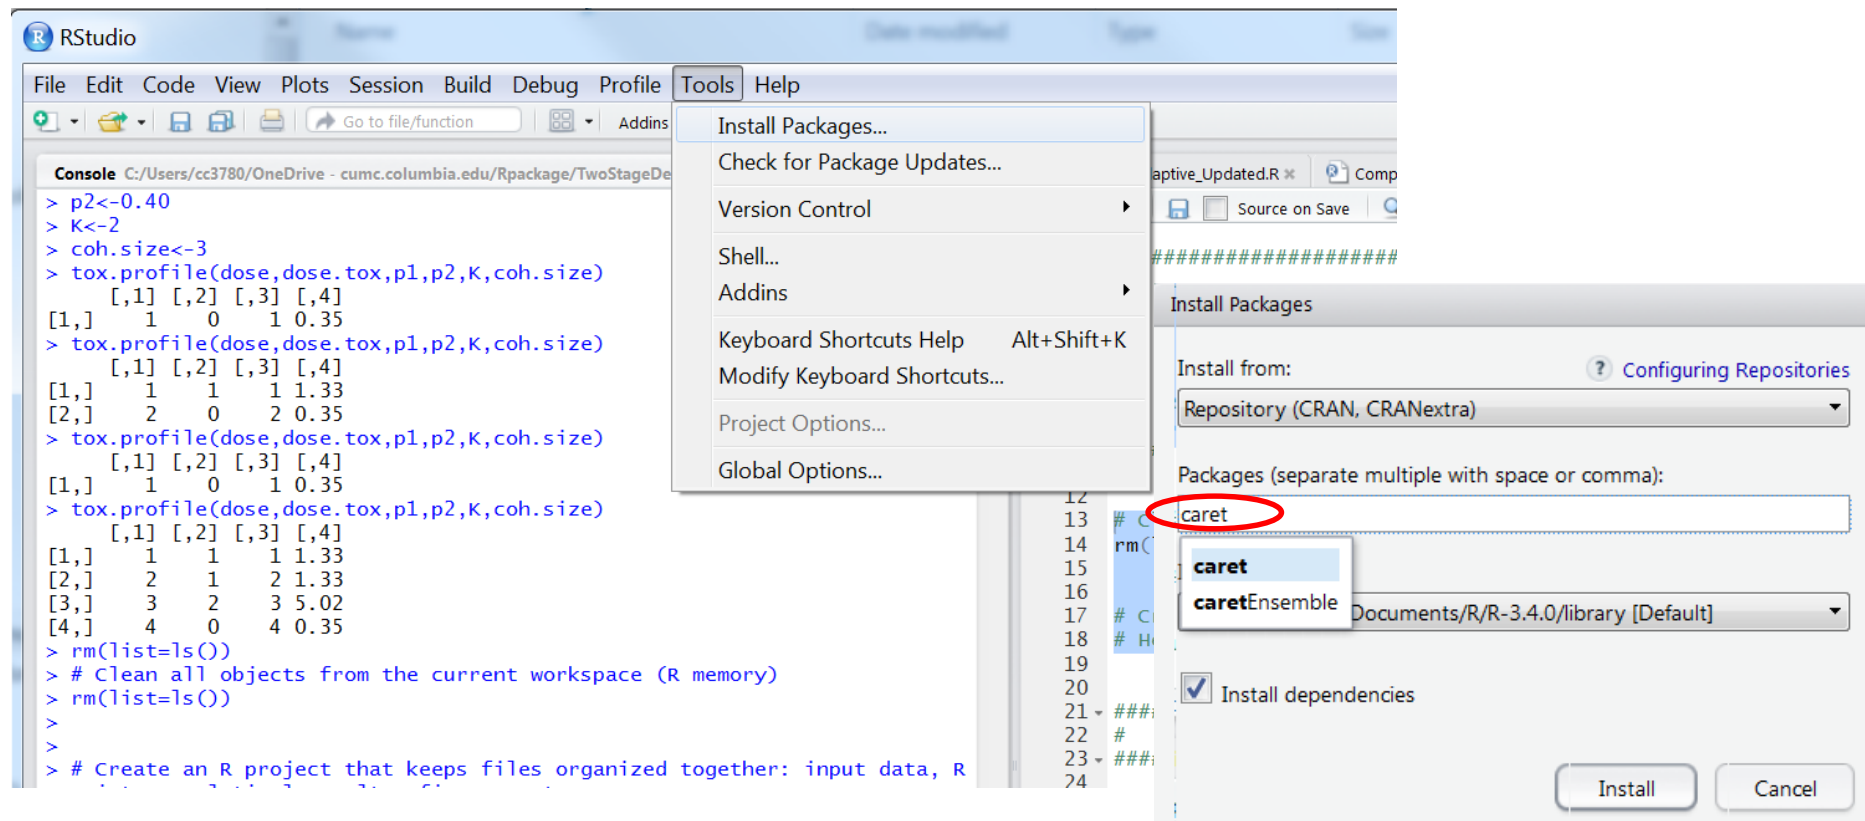 Name Date modified Type Size
RStudio
File Edit Code View Plots Session Build Debug Profile Tools Help
Go to file/function Addins
Console C:/Users/cc3780/OneDrive - cumc.columbia.edu/Rpackage/TwoStageDe
> p2<-0.40
> K<-2
> coh.size<-3
> tox.profile(dose,dose.tox,p1,p2,K,coh.size)
[,1] [,2] [,3] [,4]
[1,] 1 0 1 0.35
> tox.profile(dose,dose.tox,p1,p2,K,coh.size)
[,1] [,2] [,3] [,4]
[1,] 1 1 1 1.33
[2,] 2 0 2 0.35
> tox.profile(dose,dose.tox,p1,p2,K,coh.size)
[,1] [,2] [,3] [,4]
[1,] 1 0 1 0.35
> tox.profile(dose,dose.tox,p1,p2,K,coh.size)
[,1] [,2] [,3] [,4]
[1,] 1 1 1 1.33
[2,] 2 1 2 1.33
[3,] 3 2 3 5.02
[4,] 4 0 4 0.35
> rm(list=ls())
> # Clean all objects from the current workspace (R memory)
> rm(list=ls())
>
>
> # Create an R project that keeps files organized together: input data, R
Install Packages...
Check for Package Updates...
Version Control
Shell...
Addins
Keyboard Shortcuts Help Alt+Shift+K
Modify Keyboard Shortcuts...
Project Options...
Global Options...
aptive_Updated.R Comp
Source on Save
####################
12
13 # C
14 rm(
15
16
17 # C
18 # H
19
20
21 ###
22 #
23 ###
24
Install Packages
Install from: ? Configuring Repositories
Repository (CRAN, CRANextra)
Packages (separate multiple with space or comma):
caret
caret
caretEnsemble
Documents/R/R-3.4.0/library [Default]
Install dependencies
Install Cancel